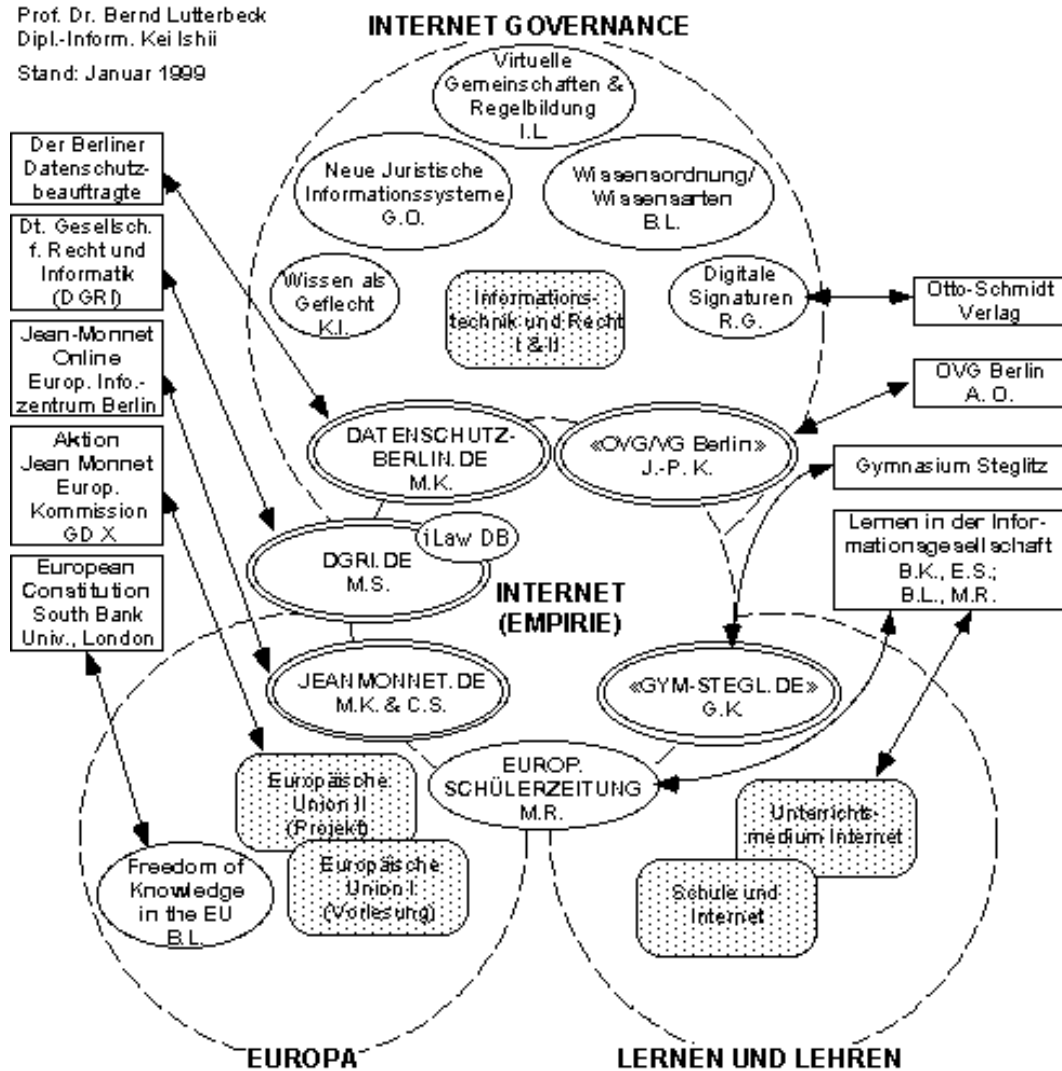 Prof. Dr. Bernd Lutterbeck
Dipl.-Inform. Kei Ishii
Stand: Januar 1999
INTERNET GOVERNANCE
Virtuelle
Gemeinschaften &
Regelbildung
I.L.
Neue Juristische
Informationssysteme
G.O.
Wissensordnung/
Wissensarten
B.L.
Wissen als
Geflecht
K.I.
Informations-
technik und Recht
I & II
Digitale
Signaturen
R.G.
Der Berliner
Datenschutz-
beauftragte
Dt. Gesellsch.
f. Recht und
Informatik
(DGRI)
Jean-Monnet
Online
Europ. Info.-
zentrum Berlin
Aktion
Jean Monnet
Europ.
Kommission
GD X
European
Constitution
South Bank
Univ., London
Otto-Schmidt
Verlag
OVG Berlin
A. O.
Gymnasium Steglitz
Lernen in der Infor-
mationsgesellschaft
B.K., E.S.;
B.L., M.R.
DATENSCHUTZ-
BERLIN.DE
M.K.
«OVG/VG Berlin»
J.-P. K.
iLaw DB
DGRI.DE
M.S.
INTERNET
(EMPIRIE)
JEANMONNET.DE
M.K. & C.S.
«GYM-STEGL.DE»
G.K.
EUROP.
SCHÜLERZEITUNG
M.R.
Europäische
Union II
(Projekt)
Europäische
Union I
(Vorlesung)
Freedom of
Knowledge
in the EU
B.L.
Unterrichts-
medium Internet
Schule und
Internet
EUROPA
LERNEN UND LEHREN